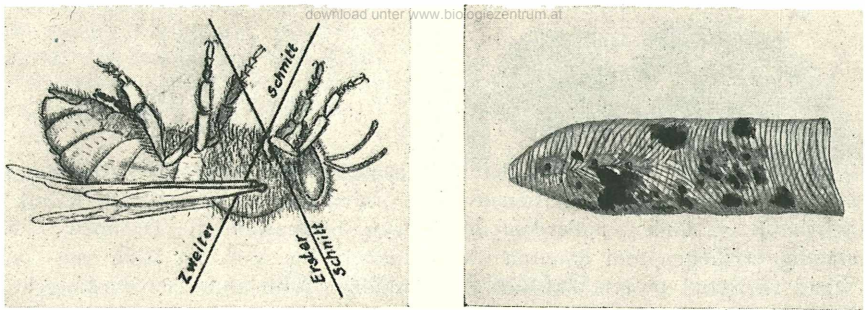 download unter www.biologiezentrum.at
Schnitt
Zweiter
Erster
Schnitt